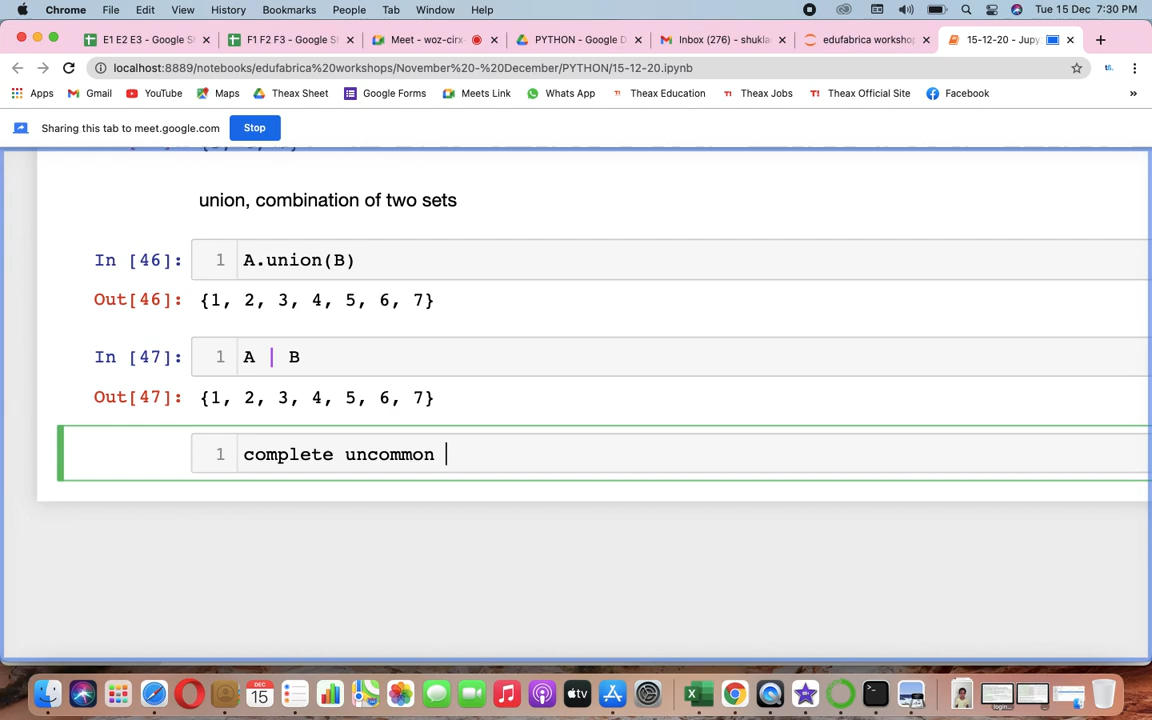 Chrome File Edit View History Bookmarks People Tab Window Help Tue 15 Dec 7:30 PM
E1 E2 E3 - Google S F1 F2 F3 - Google S Meet - woz-cirx- PYTHON - Google D Inbox (276) - shukla edufabrica worksho 15-12-20 - Jupy
localhost:8889/notebooks/edufabrica%20workshops/November%20-%20December/PYTHON/15-12-20.ipynb
Apps Gmail YouTube Maps Theax Sheet Google Forms Meets Link Whats App Theax Education Theax Jobs Theax Official Site Facebook »
Sharing this tab to meet.google.com Stop
union, combination of two sets
In [46]: 1 A.union(B)
Out[46]: {1, 2, 3, 4, 5, 6, 7}
In [47]: 1 A | B
Out[47]: {1, 2, 3, 4, 5, 6, 7}
1 complete uncommon
DEC
15
tv